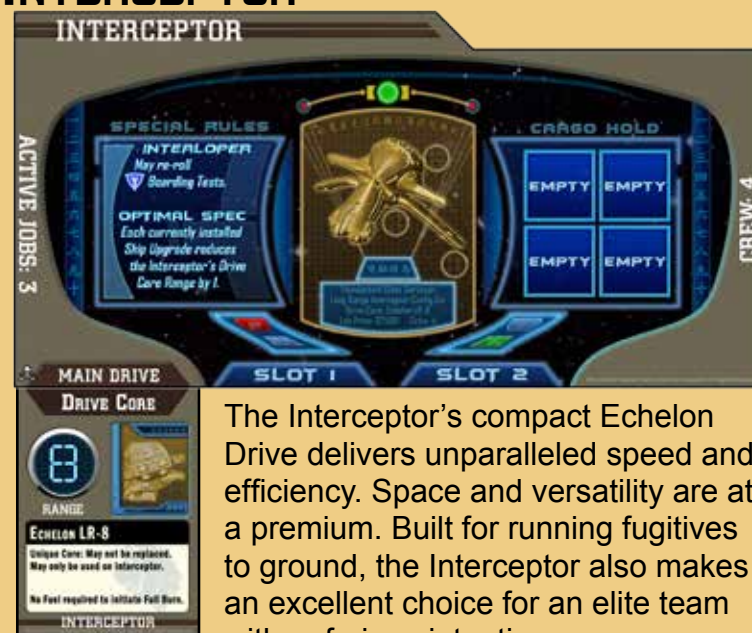 INTERCEPTOR
INTERCEPTOR
ACTIVE JOBS: 3
SPECIAL RULES
INTERLOPER
May re-roll
Boarding Tests.
OPTIMAL SPEC
Each currently installed
Ship Upgrade reduces
the Interceptor's Drive
Core Range by 1.
CARGO HOLD
EMPTY EMPTY
EMPTY EMPTY
CREW: 4
MAIN DRIVE
SLOT 1
SLOT 2
DRIVE CORE
8
RANGE
ECHELON LR-8
Unique Core: May not be replaced.
May only be used on Interceptor.
No Fuel required to initiate Full Burn.
INTERCEPTOR
The Interceptor's compact Echelon
Drive delivers unparalleled speed and
efficiency. Space and versatility are at
a premium. Built for running fugitives
to ground, the Interceptor also makes
an excellent choice for an elite team